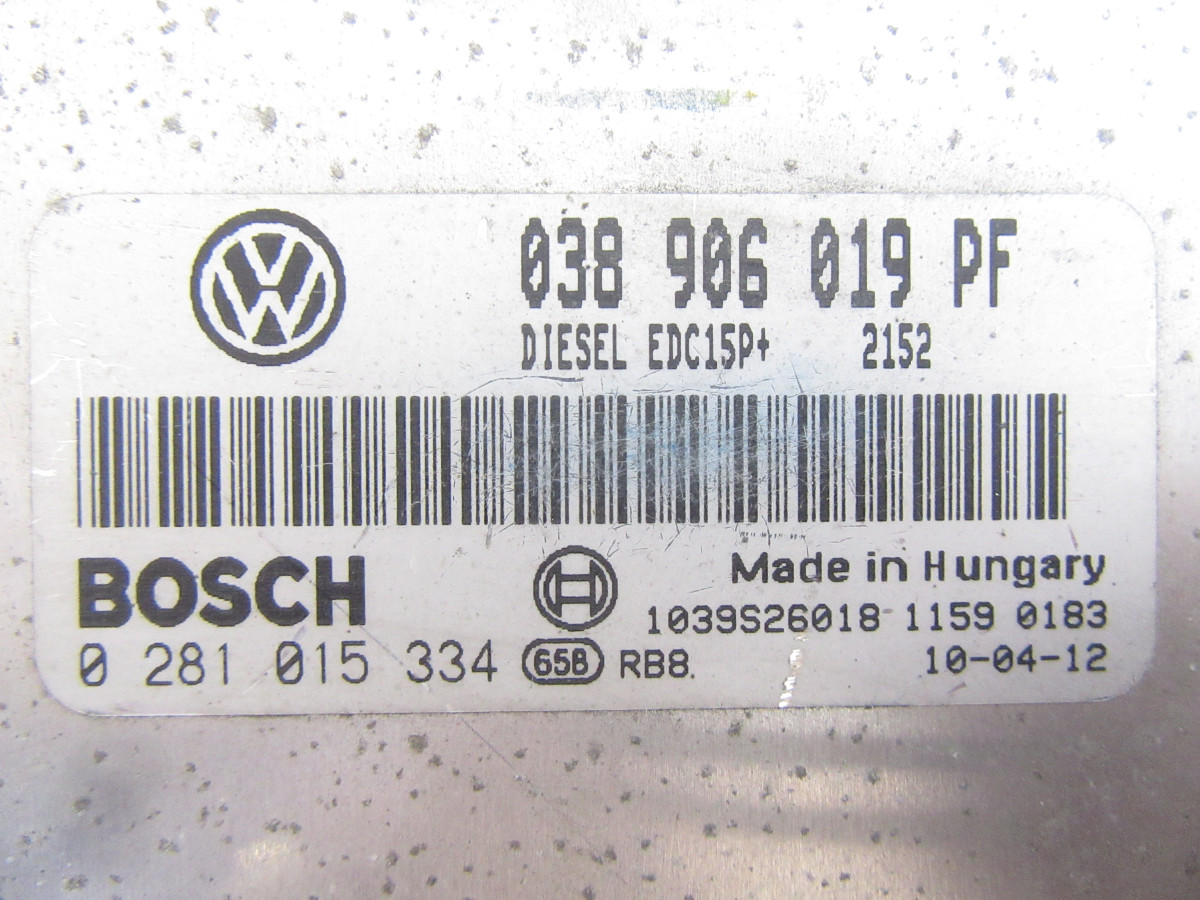 038 906 019 PF
DIESEL EDC15P+ 2152
BOSCH
Made in Hungary
1039S26018 1159 0183
0 281 015 334 65B RB8. 10-04-12